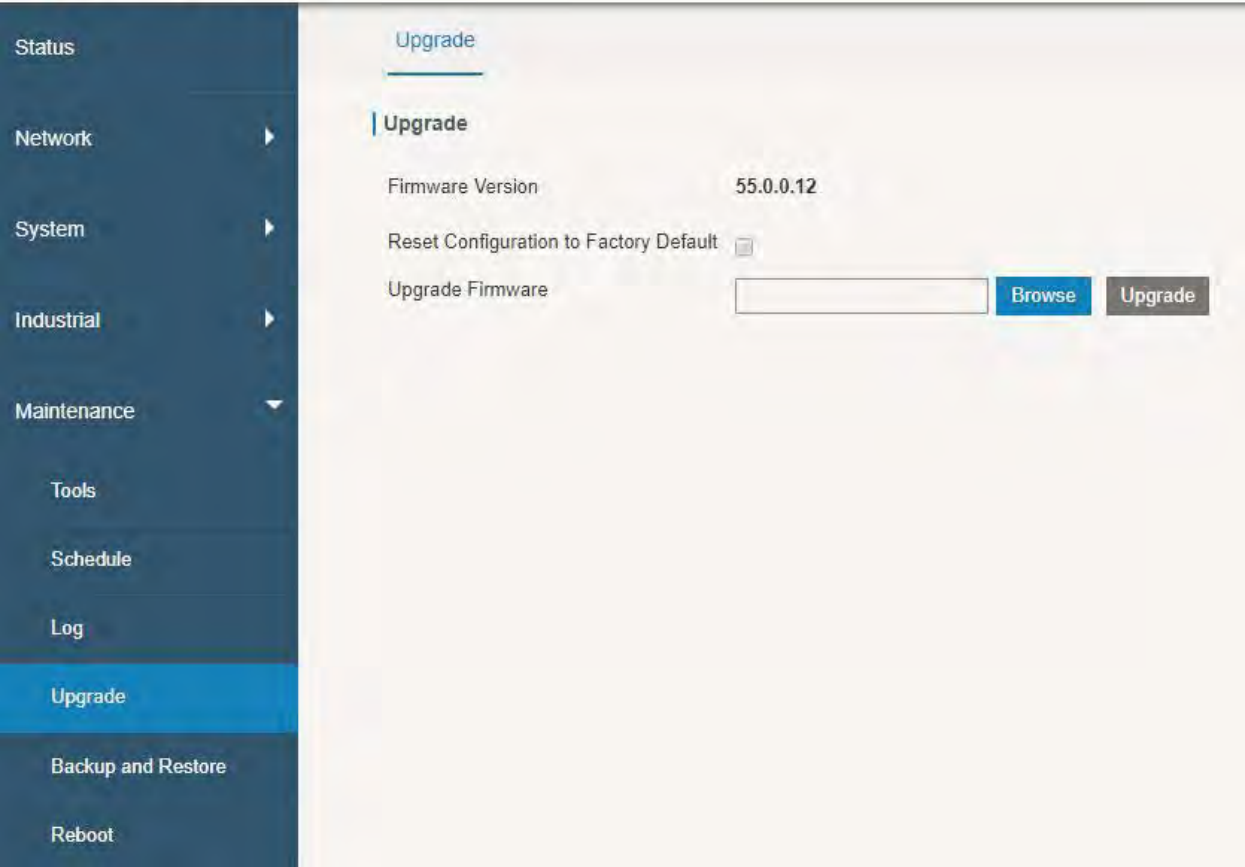 Status
Network
System
Industrial
Maintenance
Tools
Schedule
Log
Upgrade
Backup and Restore
Reboot
Upgrade
Upgrade
Firmware Version 55.0.0.12
Reset Configuration to Factory Default
Upgrade Firmware Browse Upgrade